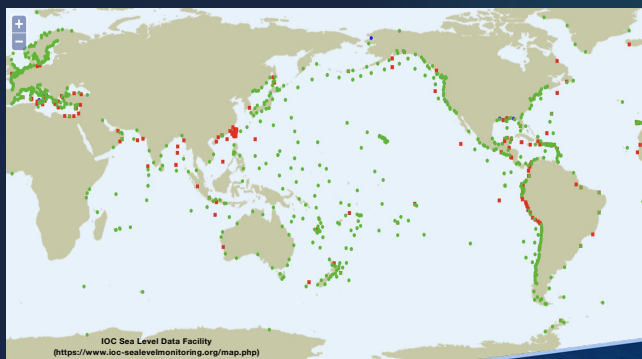 +
−
IOC Sea Level Data Facility
(https://www.ioc-sealevelmonitoring.org/map.php)